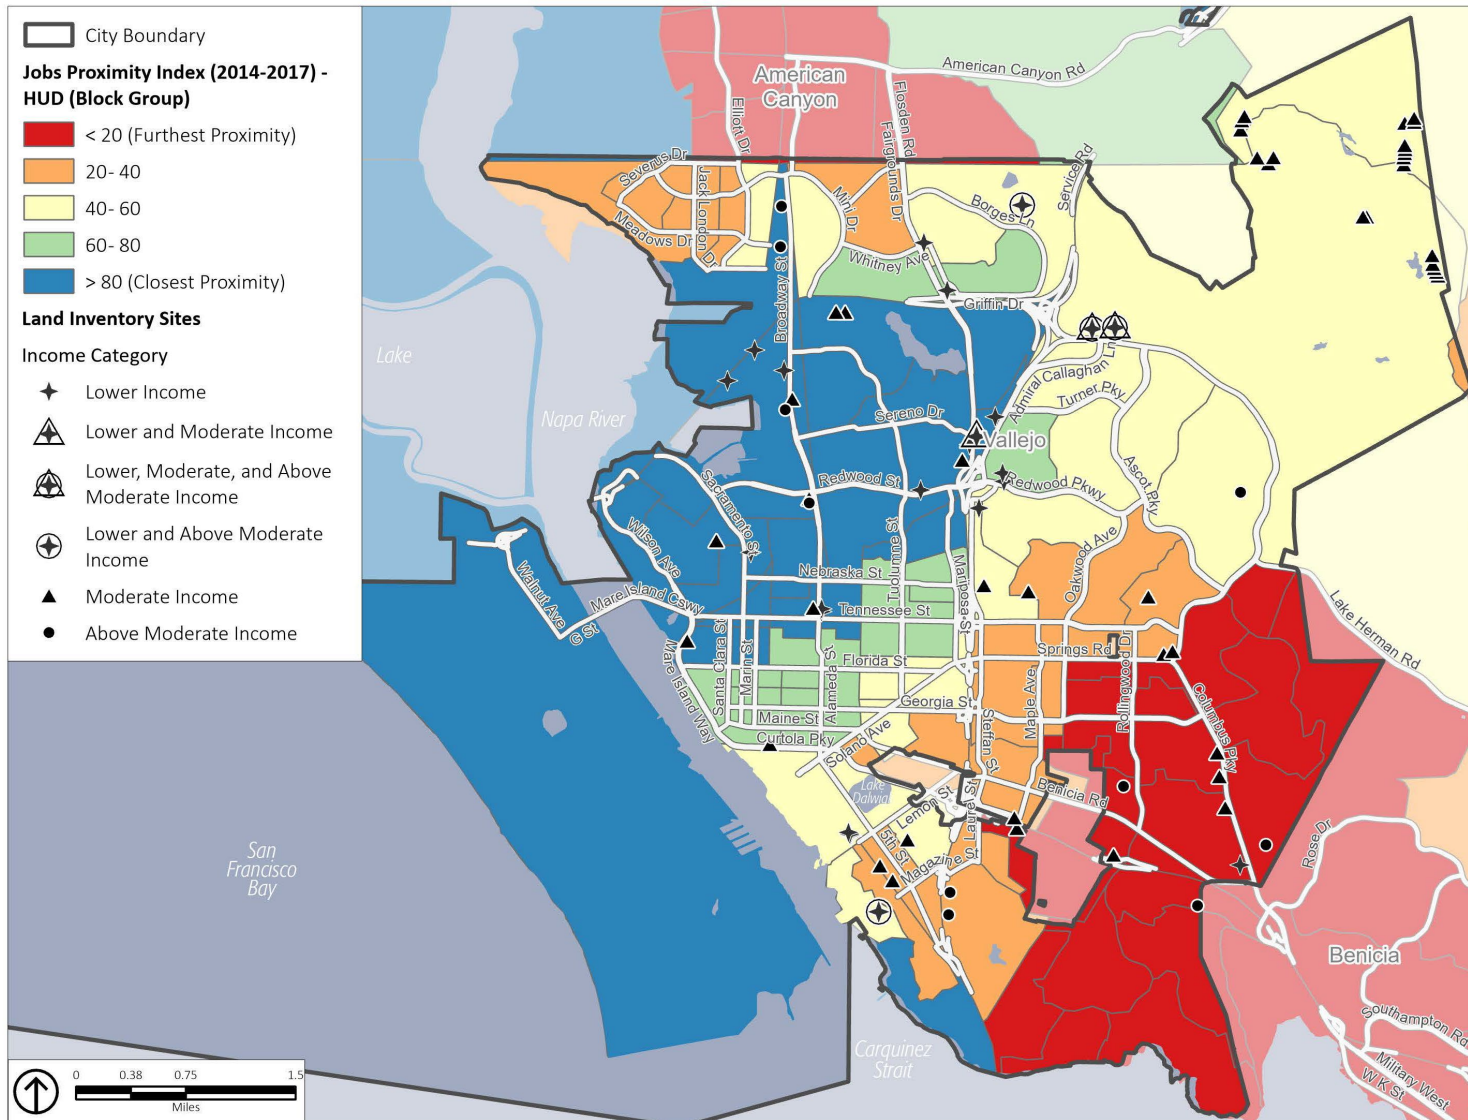 City Boundary
Jobs Proximity Index (2014-2017) -
HUD (Block Group)
< 20 (Furthest Proximity)
20- 40
40- 60
60- 80
> 80 (Closest Proximity)
Land Inventory Sites
Income Category
Lower Income
Lower and Moderate Income
Lower, Moderate, and Above
Moderate Income
Lower and Above Moderate
Income
Moderate Income
Above Moderate Income
American
Canyon
American Canyon Rd
Elliott Dr
Flosden Rd
Fairgrounds Dr
Service Rd
Severus Dr
Jack London Dr
Meadows Dr
Mini Dr
Borges Ln
Whitney Ave
Broadway St
Griffin Dr
Lake
Napa River
Admiral Callaghan Ln
Turner Pky
Sereno Dr
Vallejo
Ascot Pky
Redwood Pkwy
Redwood St
Sacramento St
Wilson Ave
Tuolumne St
Oakwood Ave
Mariposa St
Nebraska St
Walnut Ave
G St
Mare Island Cswy
Tennessee St
Lake Herman Rd
Springs Rd
Rollingwood Dr
Florida St
Santa Clara St
Marin St
Alameda St
Mare Island Way
Georgia St
Maine St
Curtola Pky
Solano Ave
Steffan St
Maple Ave
Columbus Pky
Benicia Rd
Lake
Dalwig
Lemon St
Laurel St
5th St
Magazine St
Rose Dr
San
Francisco
Bay
Benicia
Southampton Rd
Military West
W K St
Carquinez
Strait
0 0.38 0.75 1.5
Miles